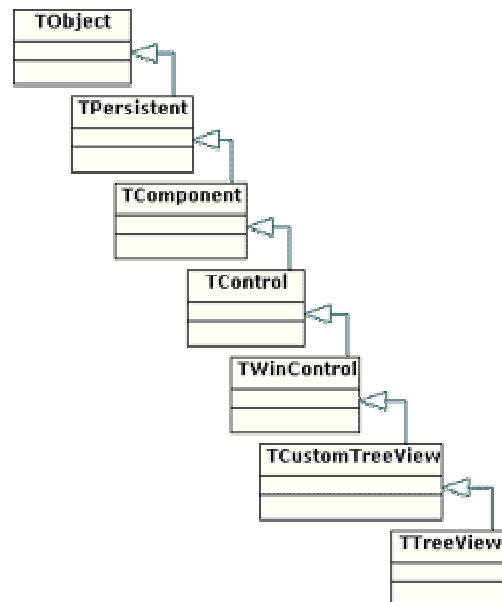 TObject
TPersistent
TComponent
TControl
TWinControl
TCustomTreeView
TTreeView